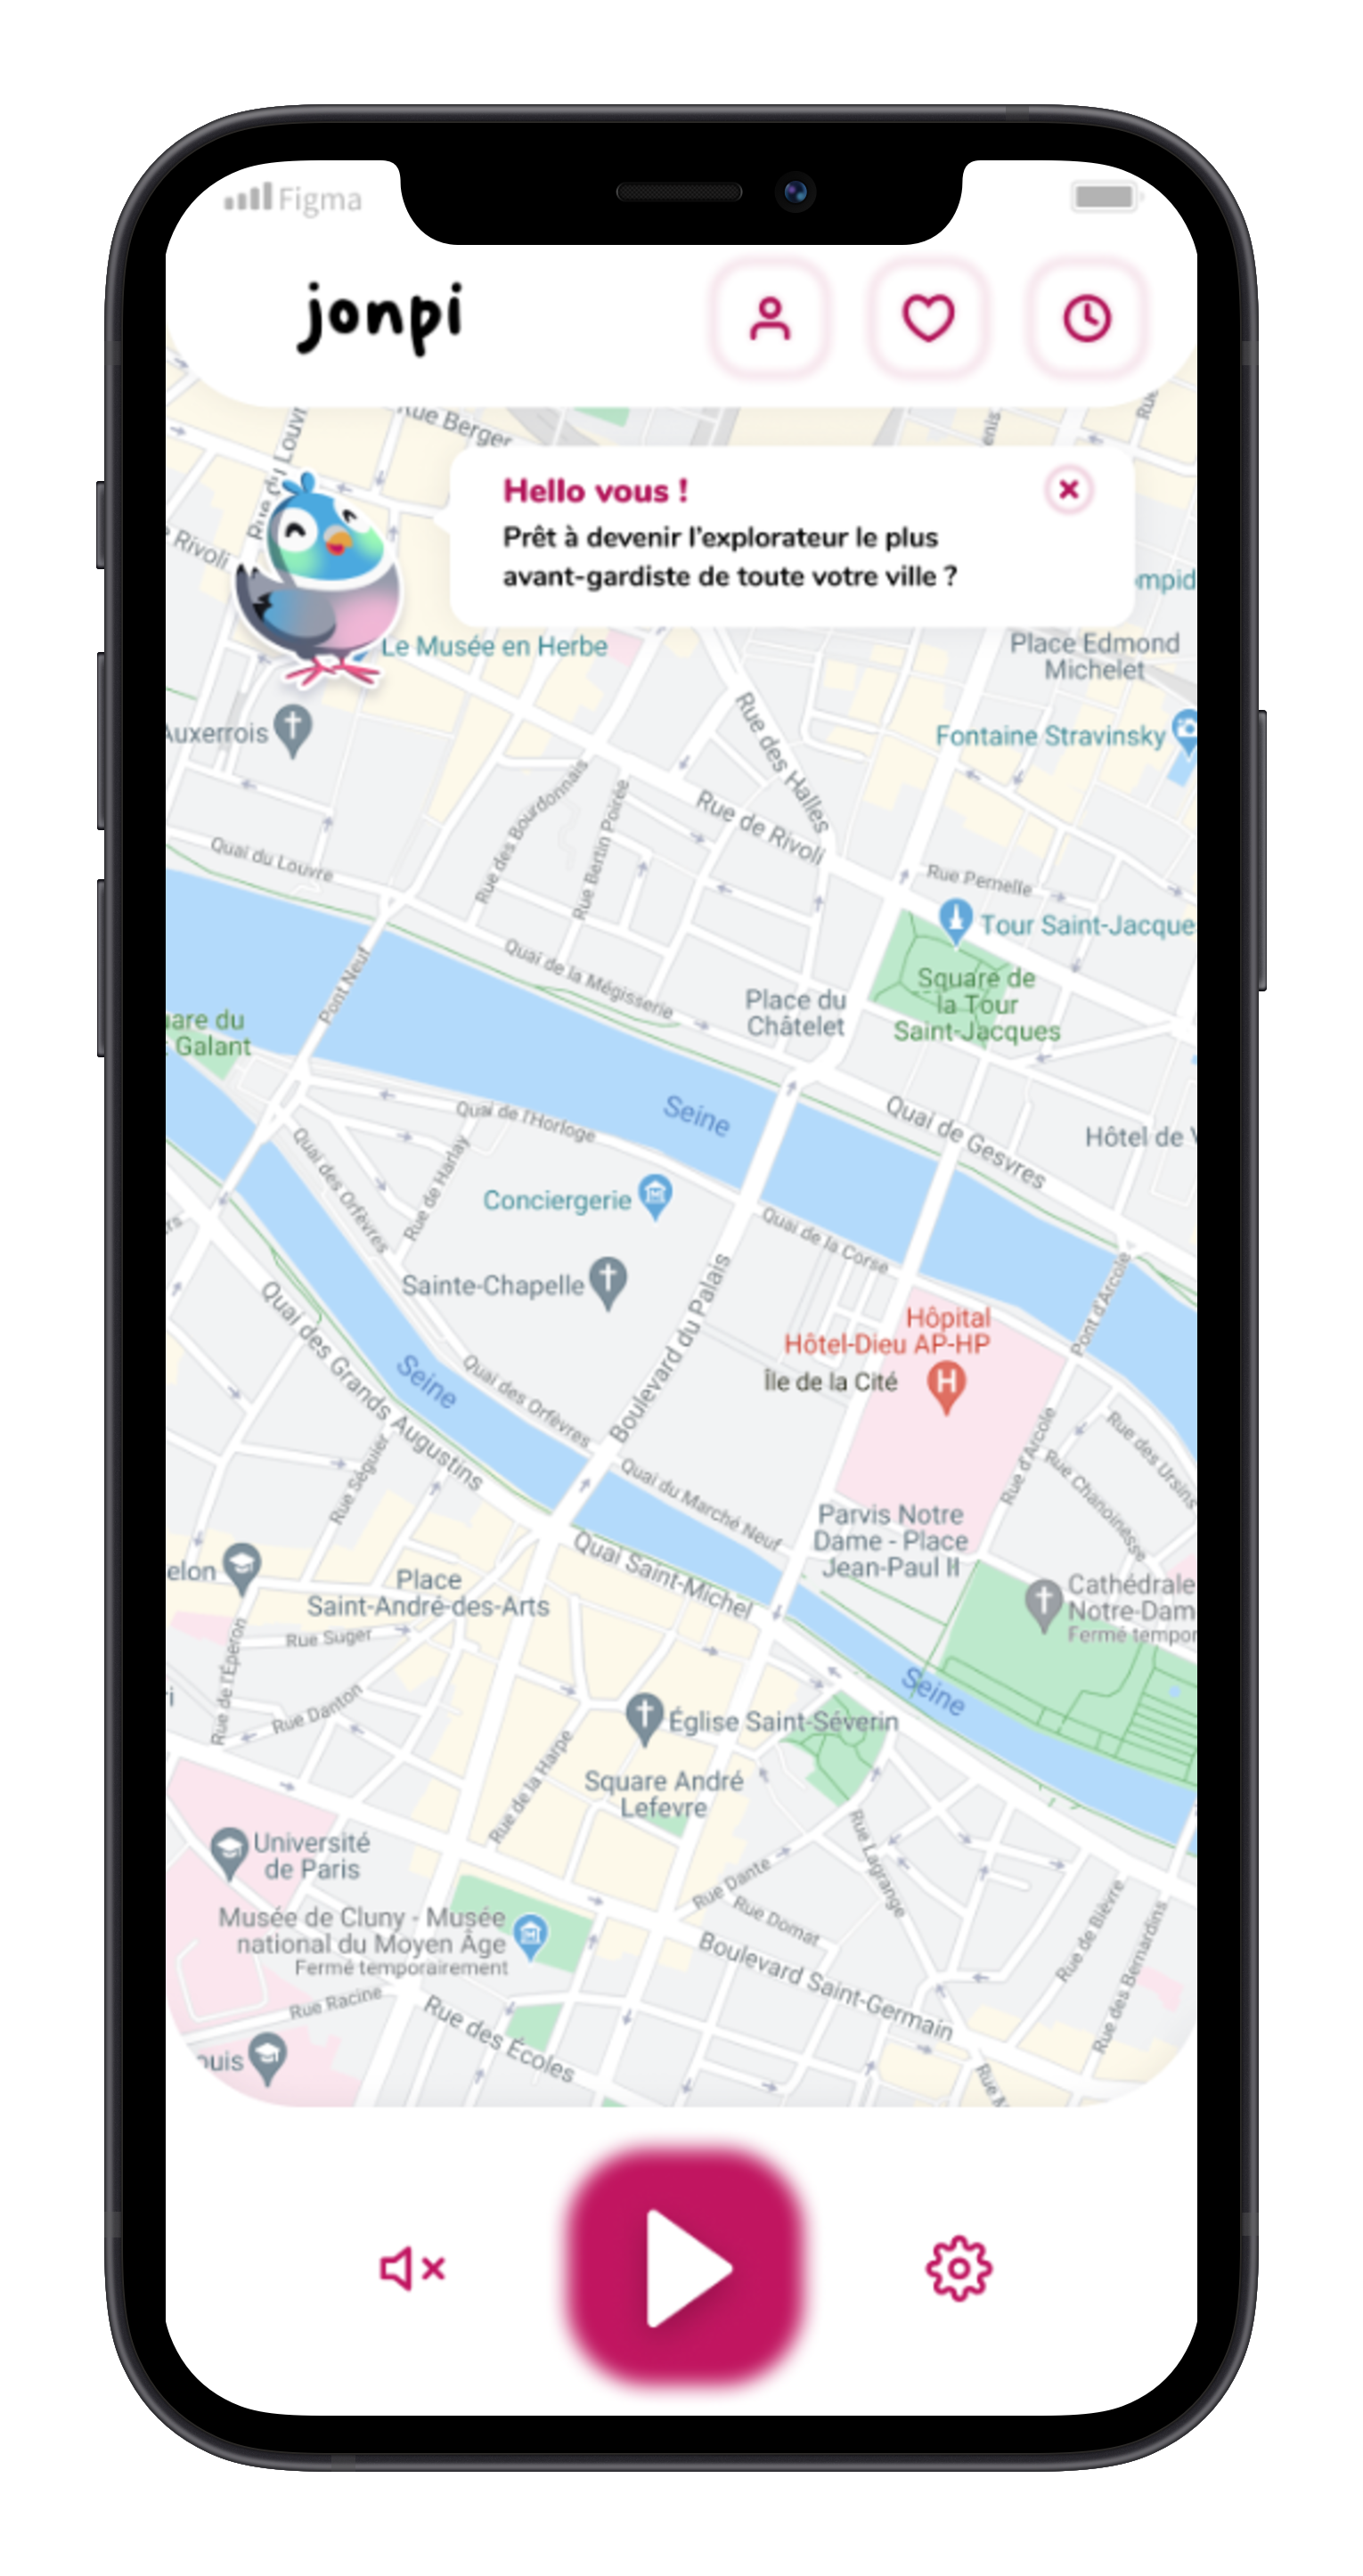 Figma
jonpi
Rue Berger
Rue du Louvr
Hello vous !
Prêt à devenir l'explorateur le plus
avant-gardiste de toute votre ville ?
Rivoli
Le Musée en Herbe
Place Edmond
Michelet
Auxerrois
Fontaine Stravinsky
Rue des Halles
Rue des Bourdonnais
Rue Bertin Poirée
Rue de Rivoli
Quai du Louvre
Rue Pernelle
Tour Saint-Jacque
Quai de la Mégisserie
Pont Neuf
Place du
Châtelet
Square de
la Tour
Saint-Jacques
uare du
Galant
Seine
Quai de l'Horloge
Quai de Gesvres
Hôtel de
Quai des Orfèvres
Rue de Harlay
Conciergerie
Quai de la Corse
Sainte-Chapelle
Boulevard du Palais
Pont d'Arcole
Hôpital
Hôtel-Dieu AP-HP
Île de la Cité
H
Quai des Grands Augustins
Seine
Quai des Orfèvres
Rue d'Arcole
Rue des Ursins
Rue Chanoinesse
Rue Séguier
Quai du Marché Neuf
Parvis Notre
Dame - Place
Jean-Paul II
Quai Saint-Michel
elon
Place
Saint-André-des-Arts
Cathédrale
Notre-Dam
Fermé tempor
Rue Suger
Rue de l'Éperon
Rue Danton
Seine
Église Saint-Séverin
Rue de la Harpe
Square André
Lefevre
Rue Lagrange
Université
de Paris
Rue Dante
Rue Domat
Rue de Bièvre
Rue des Bernardins
Musée de Cluny - Musée
national du Moyen Âge
Fermé temporairement
Boulevard Saint-Germain
Rue Racine
Rue des Écoles
ouis